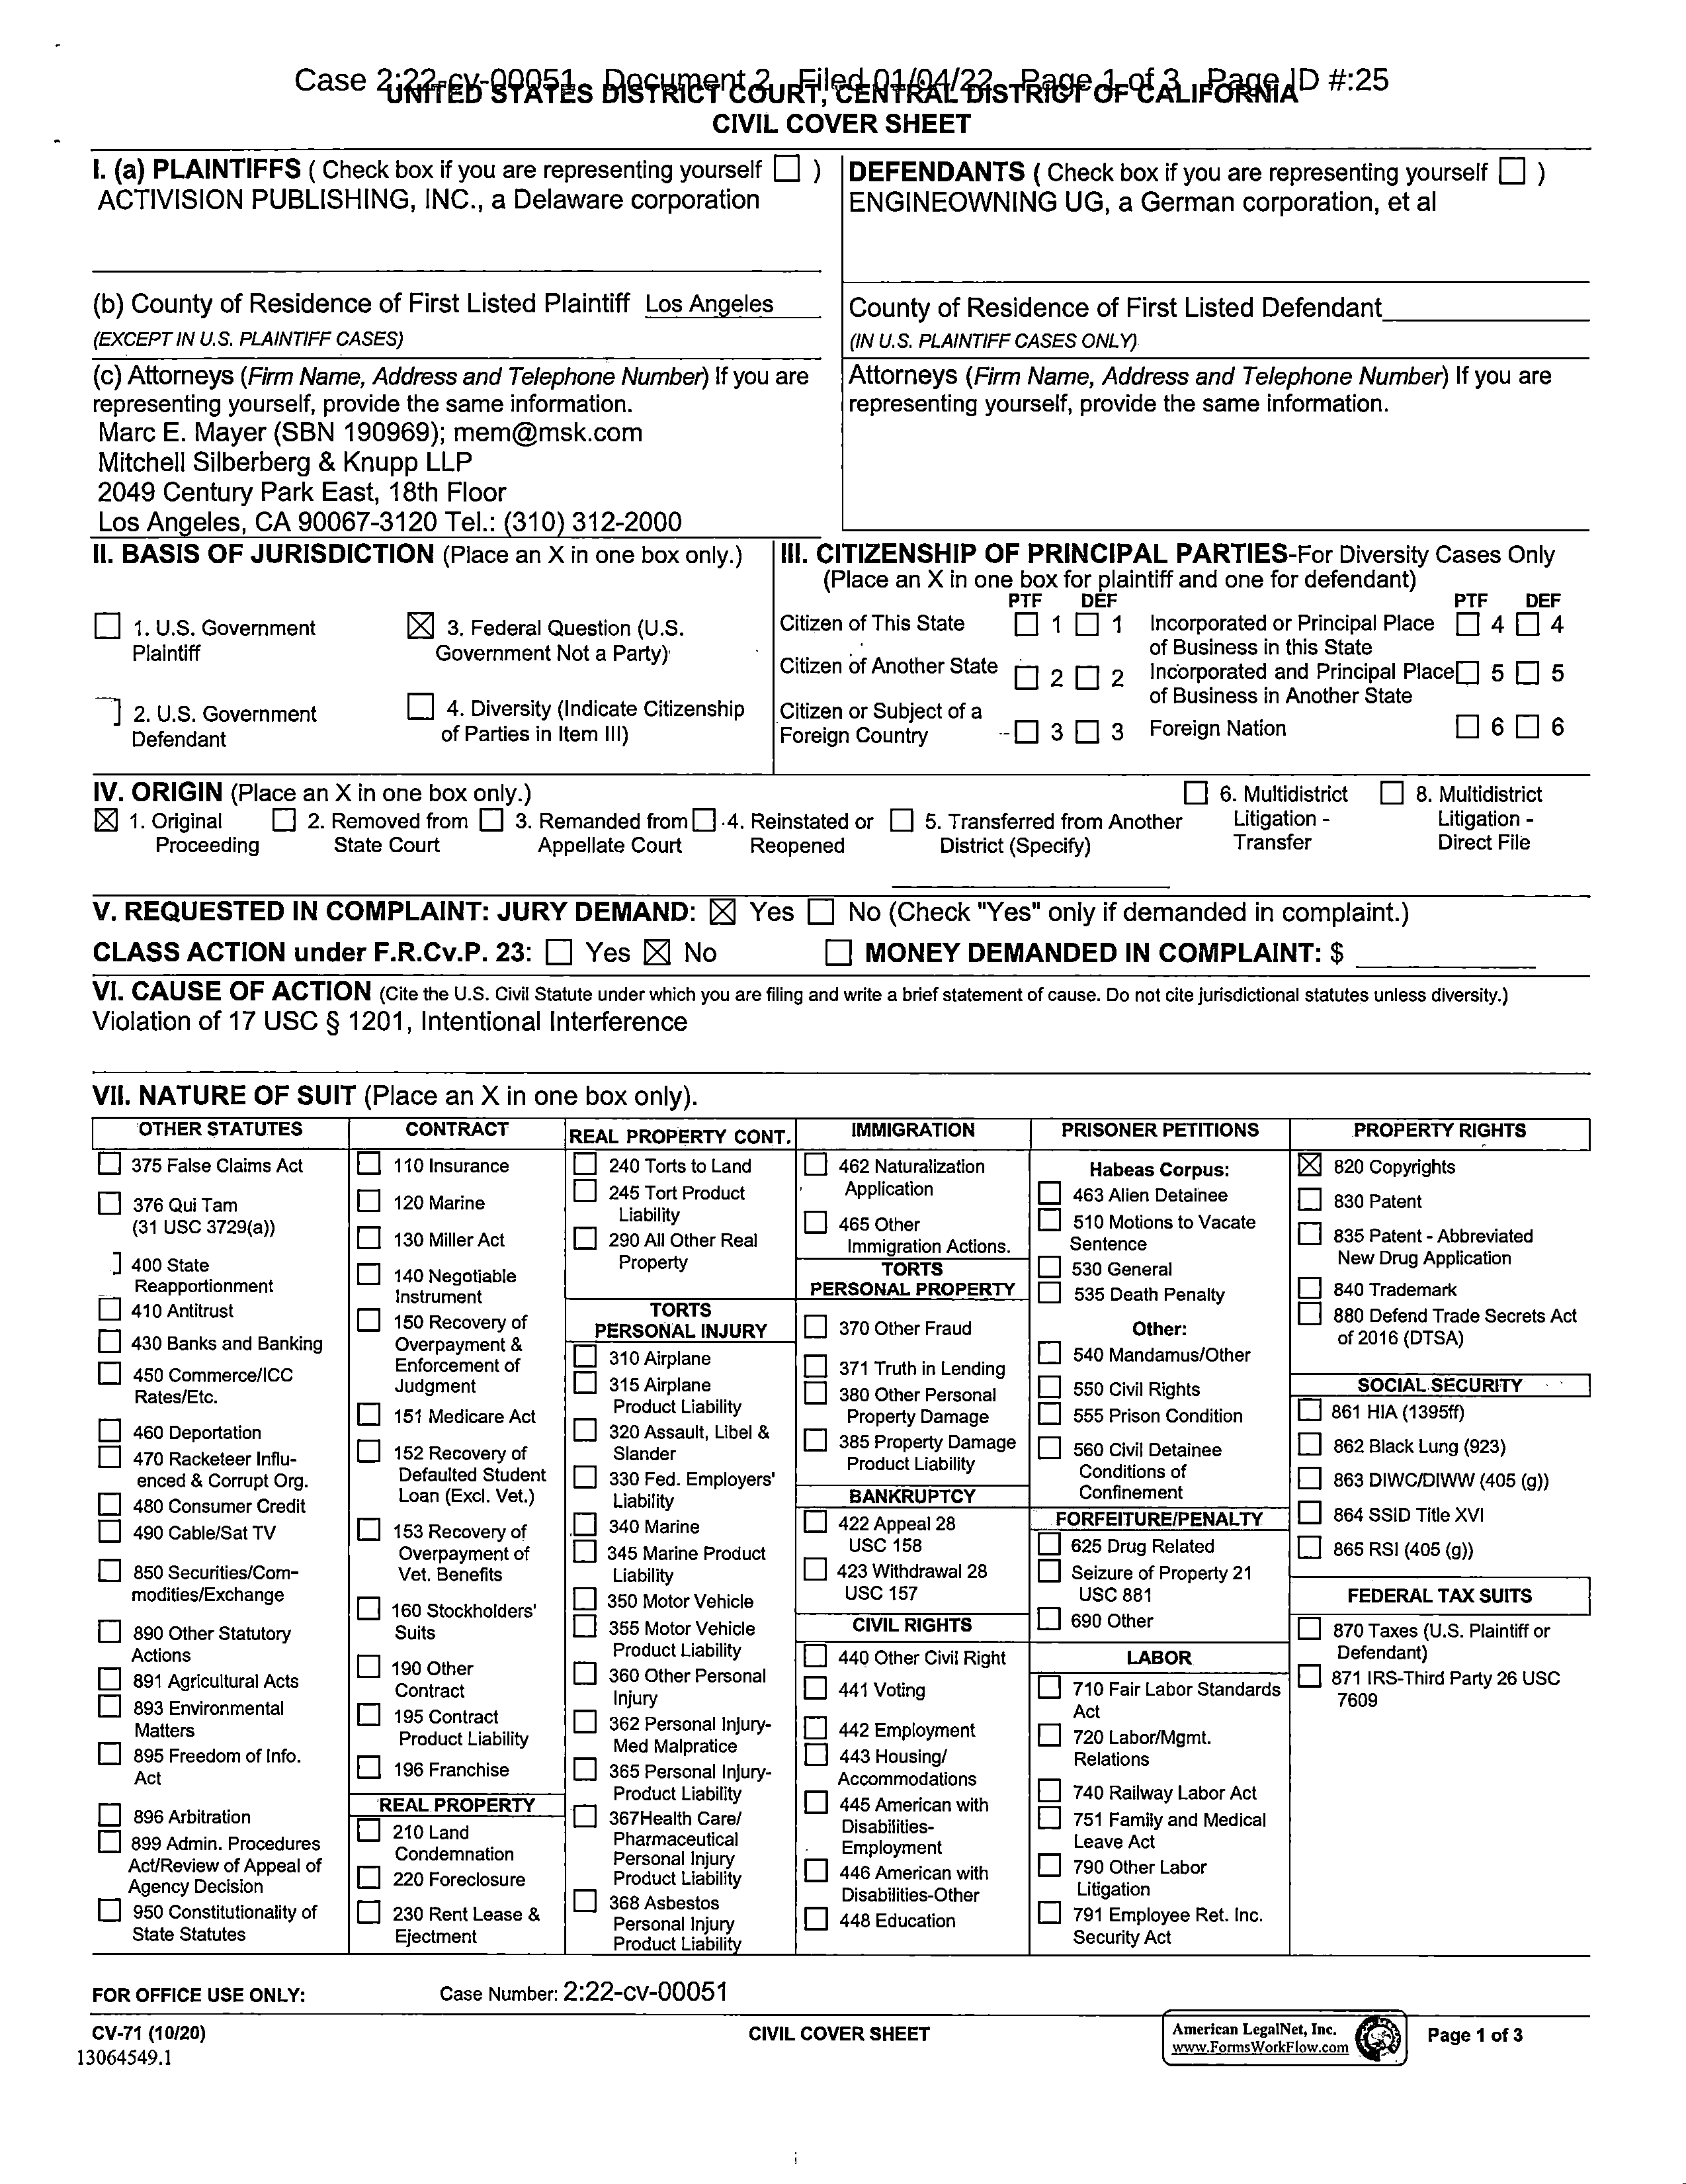 Case 2:22-cv-00051 Document 2 Filed 01/04/22 Page 1 of 3 Page ID #:25
UNITED STATES DISTRICT COURT, CENTRAL DISTRICT OF CALIFORNIA
CIVIL COVER SHEET
I. (a) PLAINTIFFS ( Check box if you are representing yourself ☐ )
ACTIVISION PUBLISHING, INC., a Delaware corporation
DEFENDANTS ( Check box if you are representing yourself ☐ )
ENGINEOWNING UG, a German corporation, et al
(b) County of Residence of First Listed Plaintiff Los Angeles
(EXCEPT IN U.S. PLAINTIFF CASES)
County of Residence of First Listed Defendant
(IN U.S. PLAINTIFF CASES ONLY)
(c) Attorneys (Firm Name, Address and Telephone Number) If you are
representing yourself, provide the same information.
Marc E. Mayer (SBN 190969); mem@msk.com
Mitchell Silberberg & Knupp LLP
2049 Century Park East, 18th Floor
Los Angeles, CA 90067-3120 Tel.: (310) 312-2000
Attorneys (Firm Name, Address and Telephone Number) If you are
representing yourself, provide the same information.
II. BASIS OF JURISDICTION (Place an X in one box only.)
☐ 1. U.S. Government
Plaintiff
☒ 3. Federal Question (U.S.
Government Not a Party)
2. U.S. Government
Defendant
☐ 4. Diversity (Indicate Citizenship
of Parties in Item III)
III. CITIZENSHIP OF PRINCIPAL PARTIES-For Diversity Cases Only
(Place an X in one box for plaintiff and one for defendant)
PTF DEF PTF DEF
Citizen of This State ☐ 1 ☐ 1 Incorporated or Principal Place ☐ 4 ☐ 4
of Business in this State
Citizen of Another State ☐ 2 ☐ 2 Incorporated and Principal Place ☐ 5 ☐ 5
of Business in Another State
Citizen or Subject of a
Foreign Country ☐ 3 ☐ 3 Foreign Nation ☐ 6 ☐ 6
IV. ORIGIN (Place an X in one box only.)
☒ 1. Original
Proceeding
☐ 2. Removed from
State Court
☐ 3. Remanded from
Appellate Court
☐ 4. Reinstated or
Reopened
☐ 5. Transferred from Another
District (Specify)
☐ 6. Multidistrict
Litigation -
Transfer
☐ 8. Multidistrict
Litigation -
Direct File
V. REQUESTED IN COMPLAINT: JURY DEMAND: ☒ Yes ☐ No (Check "Yes" only if demanded in complaint.)
CLASS ACTION under F.R.Cv.P. 23: ☐ Yes ☒ No ☐ MONEY DEMANDED IN COMPLAINT: $
VI. CAUSE OF ACTION (Cite the U.S. Civil Statute under which you are filing and write a brief statement of cause. Do not cite jurisdictional statutes unless diversity.)
Violation of 17 USC § 1201, Intentional Interference
VII. NATURE OF SUIT (Place an X in one box only).
OTHER STATUTES
☐ 375 False Claims Act
☐ 376 Qui Tam
(31 USC 3729(a))
400 State
Reapportionment
☐ 410 Antitrust
☐ 430 Banks and Banking
☐ 450 Commerce/ICC
Rates/Etc.
☐ 460 Deportation
☐ 470 Racketeer Influ-
enced & Corrupt Org.
☐ 480 Consumer Credit
☐ 490 Cable/Sat TV
☐ 850 Securities/Com-
modities/Exchange
☐ 890 Other Statutory
Actions
☐ 891 Agricultural Acts
☐ 893 Environmental
Matters
☐ 895 Freedom of Info.
Act
☐ 896 Arbitration
☐ 899 Admin. Procedures
Act/Review of Appeal of
Agency Decision
☐ 950 Constitutionality of
State Statutes
CONTRACT
☐ 110 Insurance
☐ 120 Marine
☐ 130 Miller Act
☐ 140 Negotiable
Instrument
☐ 150 Recovery of
Overpayment &
Enforcement of
Judgment
☐ 151 Medicare Act
☐ 152 Recovery of
Defaulted Student
Loan (Excl. Vet.)
☐ 153 Recovery of
Overpayment of
Vet. Benefits
☐ 160 Stockholders'
Suits
☐ 190 Other
Contract
☐ 195 Contract
Product Liability
☐ 196 Franchise
REAL PROPERTY
☐ 210 Land
Condemnation
☐ 220 Foreclosure
☐ 230 Rent Lease &
Ejectment
REAL PROPERTY CONT.
☐ 240 Torts to Land
☐ 245 Tort Product
Liability
☐ 290 All Other Real
Property
TORTS
PERSONAL INJURY
☐ 310 Airplane
☐ 315 Airplane
Product Liability
☐ 320 Assault, Libel &
Slander
☐ 330 Fed. Employers'
Liability
☐ 340 Marine
☐ 345 Marine Product
Liability
☐ 350 Motor Vehicle
☐ 355 Motor Vehicle
Product Liability
☐ 360 Other Personal
Injury
☐ 362 Personal Injury-
Med Malpratice
☐ 365 Personal Injury-
Product Liability
☐ 367Health Care/
Pharmaceutical
Personal Injury
Product Liability
☐ 368 Asbestos
Personal Injury
Product Liability
IMMIGRATION
☐ 462 Naturalization
Application
☐ 465 Other
Immigration Actions.
TORTS
PERSONAL PROPERTY
☐ 370 Other Fraud
☐ 371 Truth in Lending
☐ 380 Other Personal
Property Damage
☐ 385 Property Damage
Product Liability
BANKRUPTCY
☐ 422 Appeal 28
USC 158
☐ 423 Withdrawal 28
USC 157
CIVIL RIGHTS
☐ 440 Other Civil Right
☐ 441 Voting
☐ 442 Employment
☐ 443 Housing/
Accommodations
☐ 445 American with
Disabilities-
Employment
☐ 446 American with
Disabilities-Other
☐ 448 Education
PRISONER PETITIONS
Habeas Corpus:
☐ 463 Alien Detainee
☐ 510 Motions to Vacate
Sentence
☐ 530 General
☐ 535 Death Penalty
Other:
☐ 540 Mandamus/Other
☐ 550 Civil Rights
☐ 555 Prison Condition
☐ 560 Civil Detainee
Conditions of
Confinement
FORFEITURE/PENALTY
☐ 625 Drug Related
☐ Seizure of Property 21
USC 881
☐ 690 Other
LABOR
☐ 710 Fair Labor Standards
Act
☐ 720 Labor/Mgmt.
Relations
☐ 740 Railway Labor Act
☐ 751 Family and Medical
Leave Act
☐ 790 Other Labor
Litigation
☐ 791 Employee Ret. Inc.
Security Act
PROPERTY RIGHTS
☒ 820 Copyrights
☐ 830 Patent
☐ 835 Patent - Abbreviated
New Drug Application
☐ 840 Trademark
☐ 880 Defend Trade Secrets Act
of 2016 (DTSA)
SOCIAL SECURITY
☐ 861 HIA (1395ff)
☐ 862 Black Lung (923)
☐ 863 DIWC/DIWW (405 (g))
☐ 864 SSID Title XVI
☐ 865 RSI (405 (g))
FEDERAL TAX SUITS
☐ 870 Taxes (U.S. Plaintiff or
Defendant)
☐ 871 IRS-Third Party 26 USC
7609
FOR OFFICE USE ONLY: Case Number: 2:22-cv-00051
CV-71 (10/20) CIVIL COVER SHEET Page 1 of 3
American LegalNet, Inc.
www.FormsWorkFlow.com
13064549.1